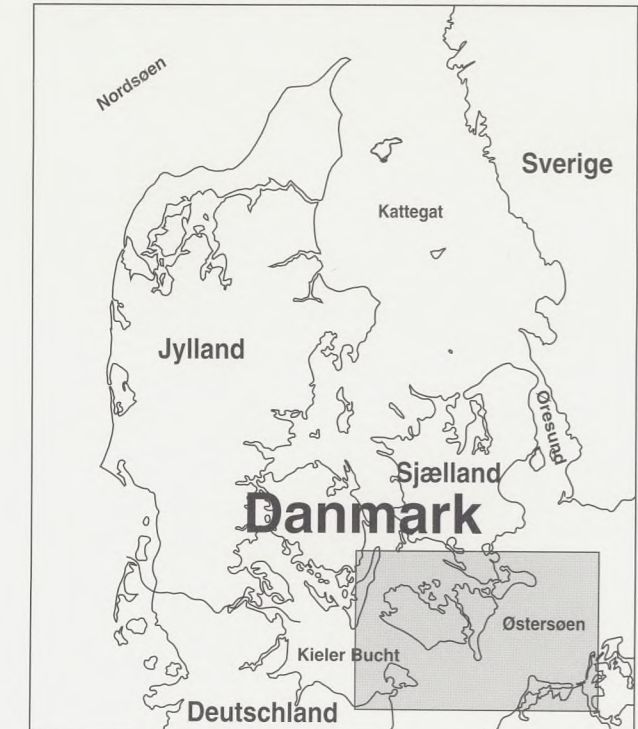 Nordsøen
Sverige
Kattegat
Jylland
Øresund
Sjælland
Danmark
Østersøen
Kieler Bucht
Deutschland